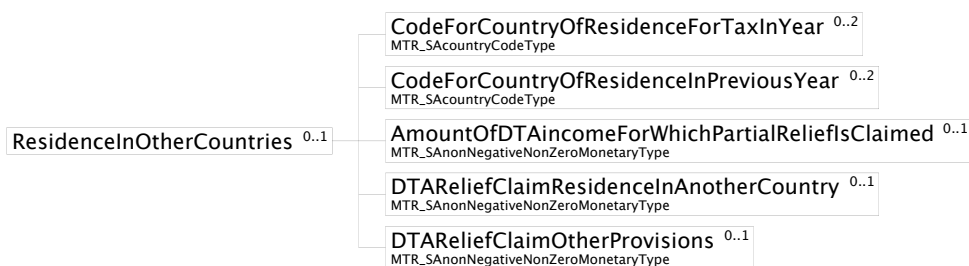 CodeForCountryOfResidenceForTaxInYear 0..2
MTR_SAcountryCodeType
CodeForCountryOfResidenceInPreviousYear 0..2
MTR_SAcountryCodeType
ResidenceInOtherCountries 0..1
AmountOfDTAincomeForWhichPartialReliefIsClaimed 0..1
MTR_SAnonNegativeNonZeroMonetaryType
DTAReliefClaimResidenceInAnotherCountry 0..1
MTR_SAnonNegativeNonZeroMonetaryType
DTAReliefClaimOtherProvisions 0..1
MTR_SAnonNegativeNonZeroMonetaryType